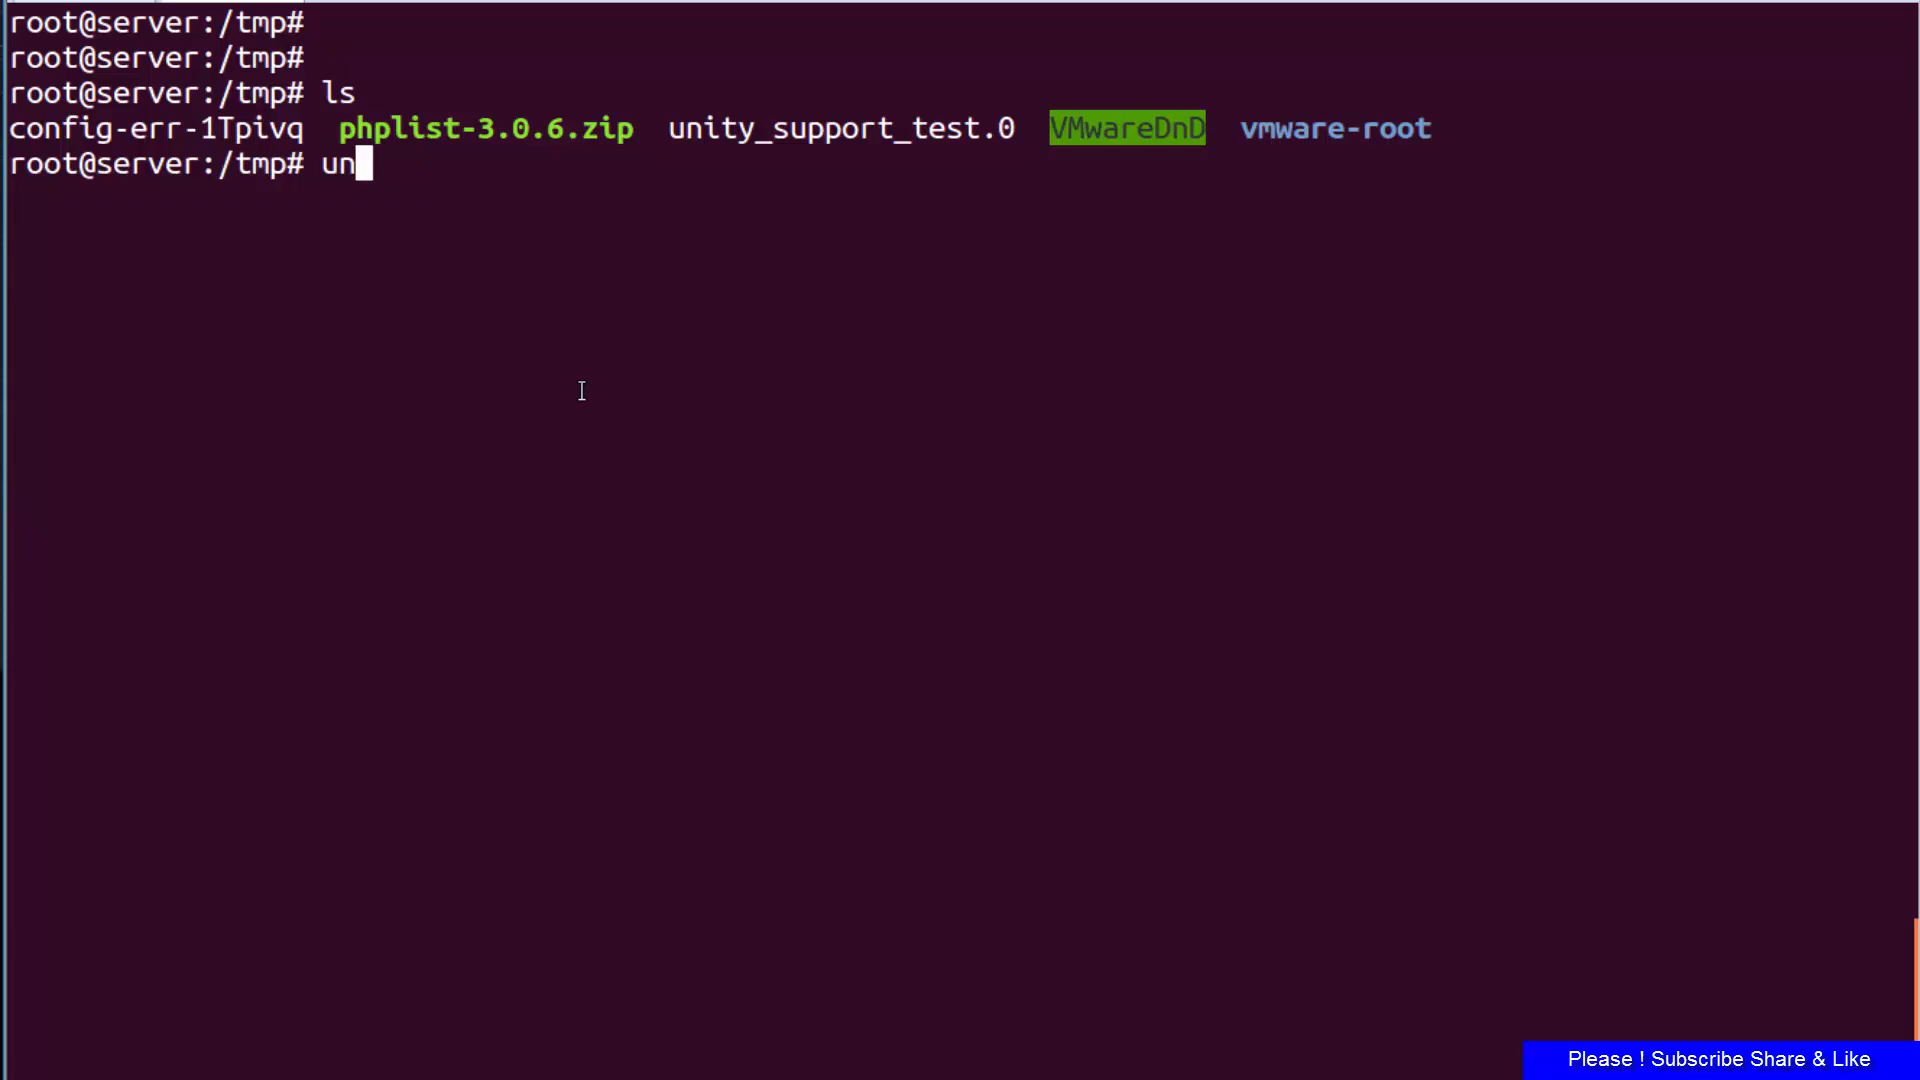 root@server:/tmp#
root@server:/tmp#
root@server:/tmp# ls
config-err-1Tpivq  phplist-3.0.6.zip  unity_support_test.0  VMwareDnD  vmware-root
root@server:/tmp# un
Please ! Subscribe Share & Like